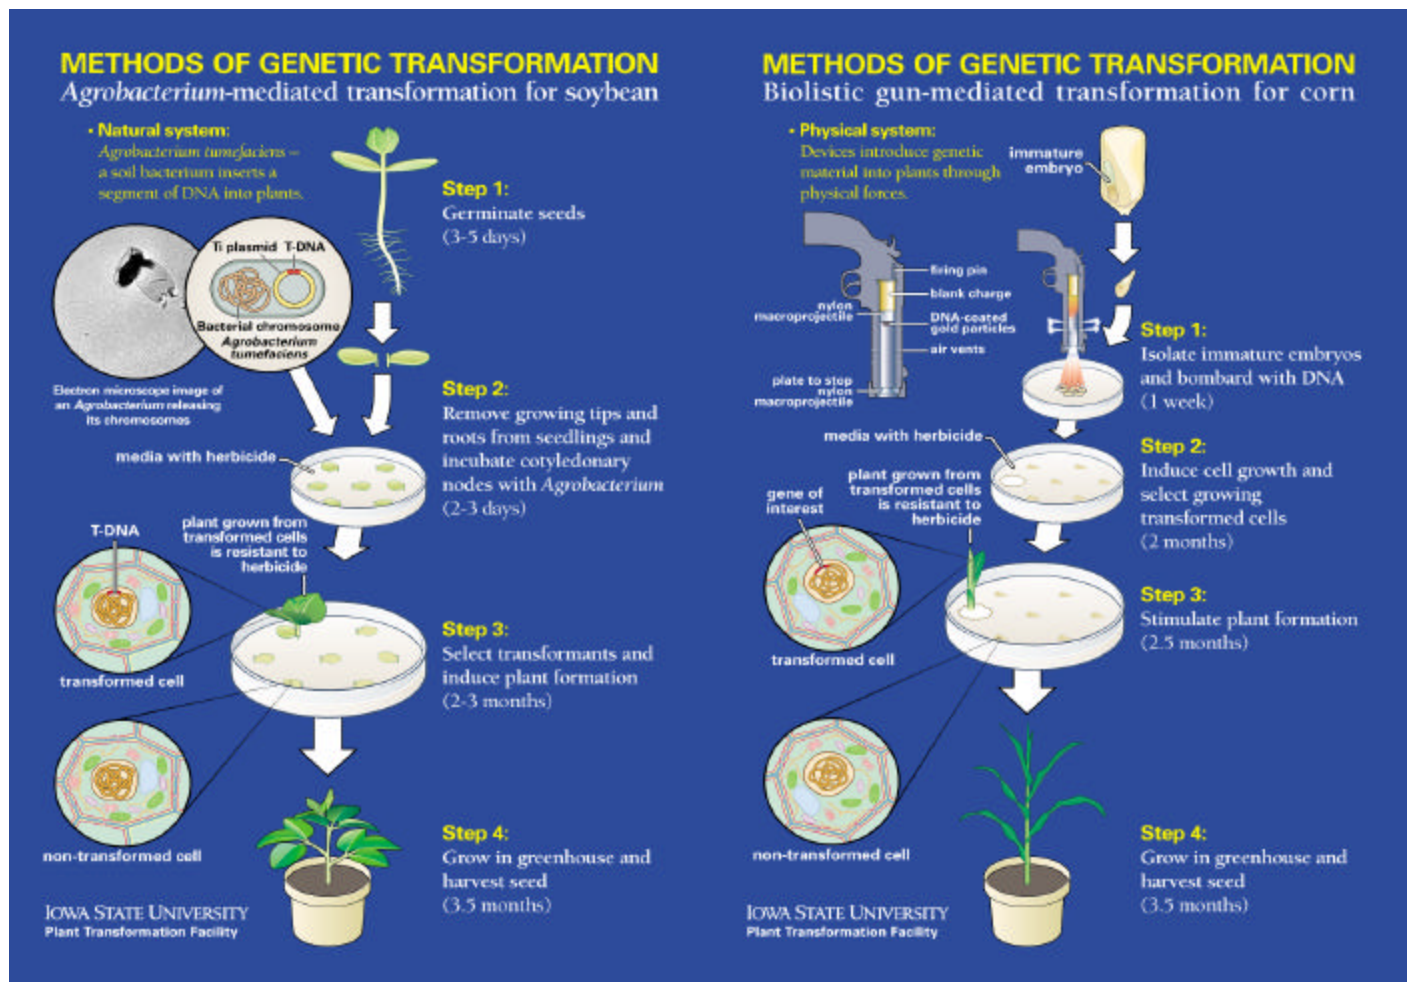 METHODS OF GENETIC TRANSFORMATION
Agrobacterium-mediated transformation for soybean
• Natural system:
Agrobacterium tumefaciens –
a soil bacterium inserts a
segment of DNA into plants.
Step 1:
Germinate seeds
(3-5 days)
Ti plasmid T-DNA
Bacterial chromosome
Agrobacterium
tumefaciens
Electron microscope image of
an Agrobacterium releasing
its chromosomes
Step 2:
Remove growing tips and
roots from seedlings and
incubate cotyledonary
nodes with Agrobacterium
(2-3 days)
media with herbicide
T-DNA
plant grown from
transformed cells
is resistant to
herbicide
transformed cell
Step 3:
Select transformants and
induce plant formation
(2-3 months)
non-transformed cell
Step 4:
Grow in greenhouse and
harvest seed
(3.5 months)
IOWA STATE UNIVERSITY
Plant Transformation Facility
METHODS OF GENETIC TRANSFORMATION
Biolistic gun-mediated transformation for corn
• Physical system:
Devices introduce genetic
material into plants through
physical forces.
immature
embryo
firing pin
blank charge
nylon
macroprojectile
DNA-coated
gold particles
air vents
plate to stop
nylon
macroprojectile
Step 1:
Isolate immature embryos
and bombard with DNA
(1 week)
media with herbicide
Step 2:
Induce cell growth and
select growing
transformed cells
(2 months)
gene of
interest
plant grown from
transformed cells
is resistant to
herbicide
transformed cell
Step 3:
Stimulate plant formation
(2.5 months)
non-transformed cell
Step 4:
Grow in greenhouse and
harvest seed
(3.5 months)
IOWA STATE UNIVERSITY
Plant Transformation Facility